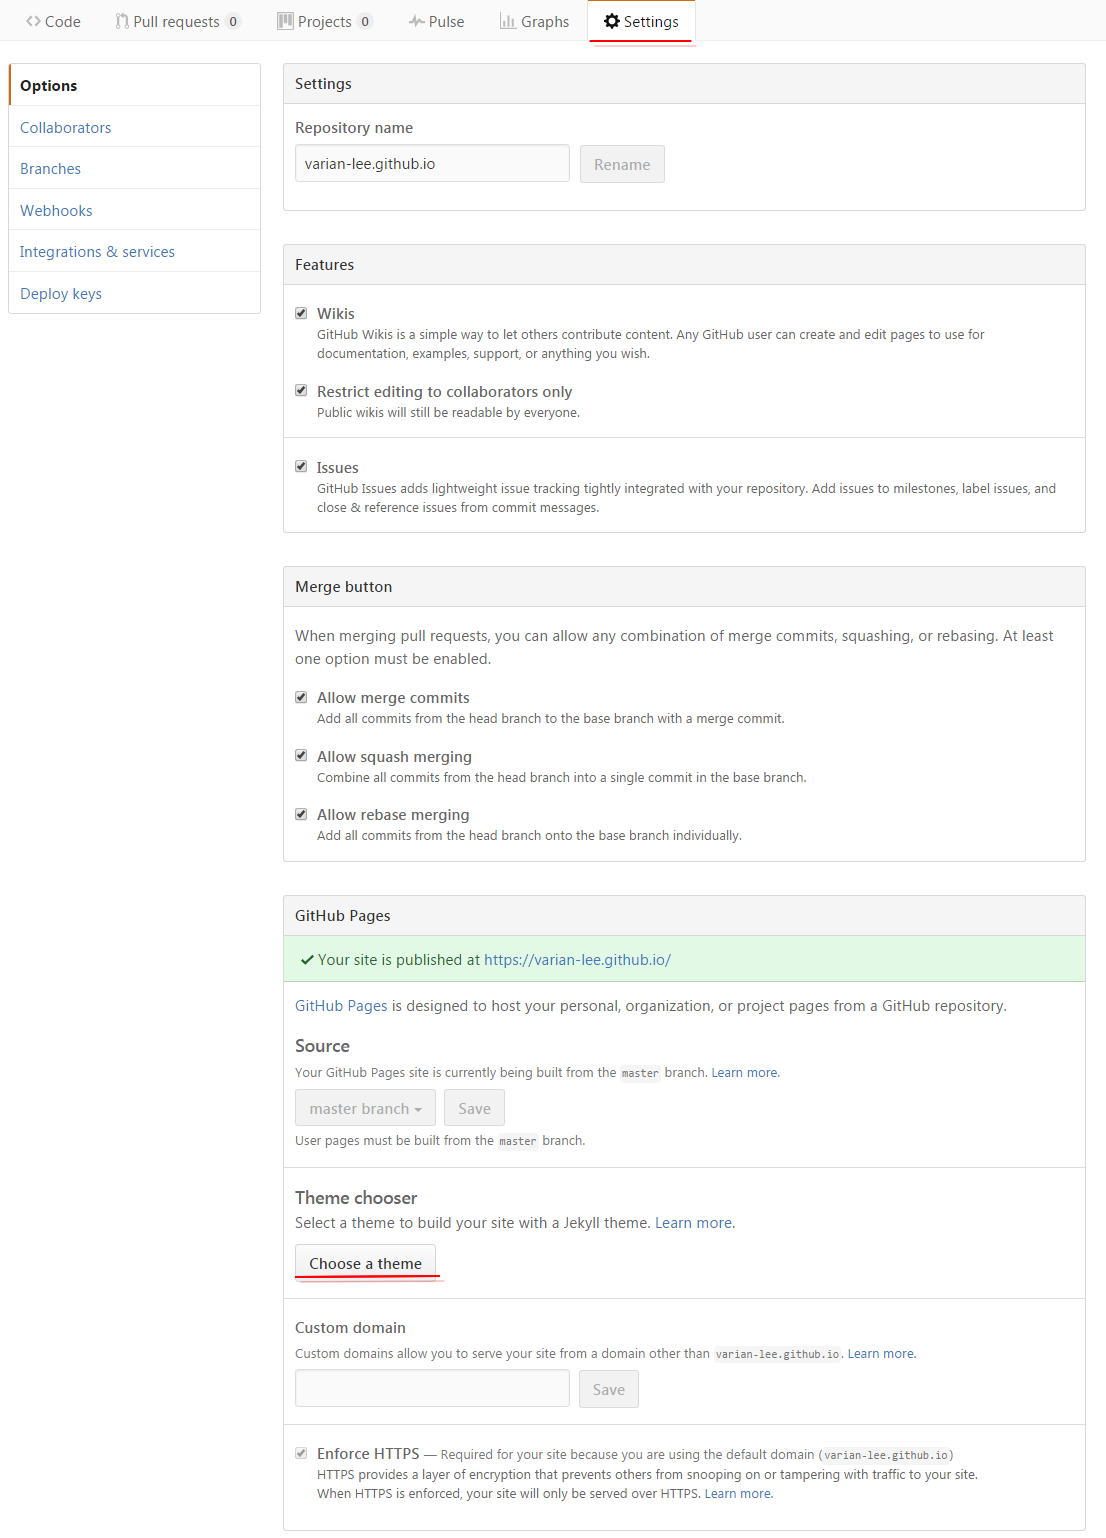 Code Pull requests 0 Projects 0 Pulse Graphs Settings
Options
Collaborators
Branches
Webhooks
Integrations & services
Deploy keys
Settings
Repository name
varian-lee.github.io Rename
Features
Wikis
GitHub Wikis is a simple way to let others contribute content. Any GitHub user can create and edit pages to use for
documentation, examples, support, or anything you wish.
Restrict editing to collaborators only
Public wikis will still be readable by everyone.
Issues
GitHub Issues adds lightweight issue tracking tightly integrated with your repository. Add issues to milestones, label issues, and
close & reference issues from commit messages.
Merge button
When merging pull requests, you can allow any combination of merge commits, squashing, or rebasing. At least
one option must be enabled.
Allow merge commits
Add all commits from the head branch to the base branch with a merge commit.
Allow squash merging
Combine all commits from the head branch into a single commit in the base branch.
Allow rebase merging
Add all commits from the head branch onto the base branch individually.
GitHub Pages
Your site is published at https://varian-lee.github.io/
GitHub Pages is designed to host your personal, organization, or project pages from a GitHub repository.
Source
Your GitHub Pages site is currently being built from the master branch. Learn more.
master branch Save
User pages must be built from the master branch.
Theme chooser
Select a theme to build your site with a Jekyll theme. Learn more.
Choose a theme
Custom domain
Custom domains allow you to serve your site from a domain other than varian-lee.github.io. Learn more.
Save
Enforce HTTPS — Required for your site because you are using the default domain (varian-lee.github.io)
HTTPS provides a layer of encryption that prevents others from snooping on or tampering with traffic to your site.
When HTTPS is enforced, your site will only be served over HTTPS. Learn more.